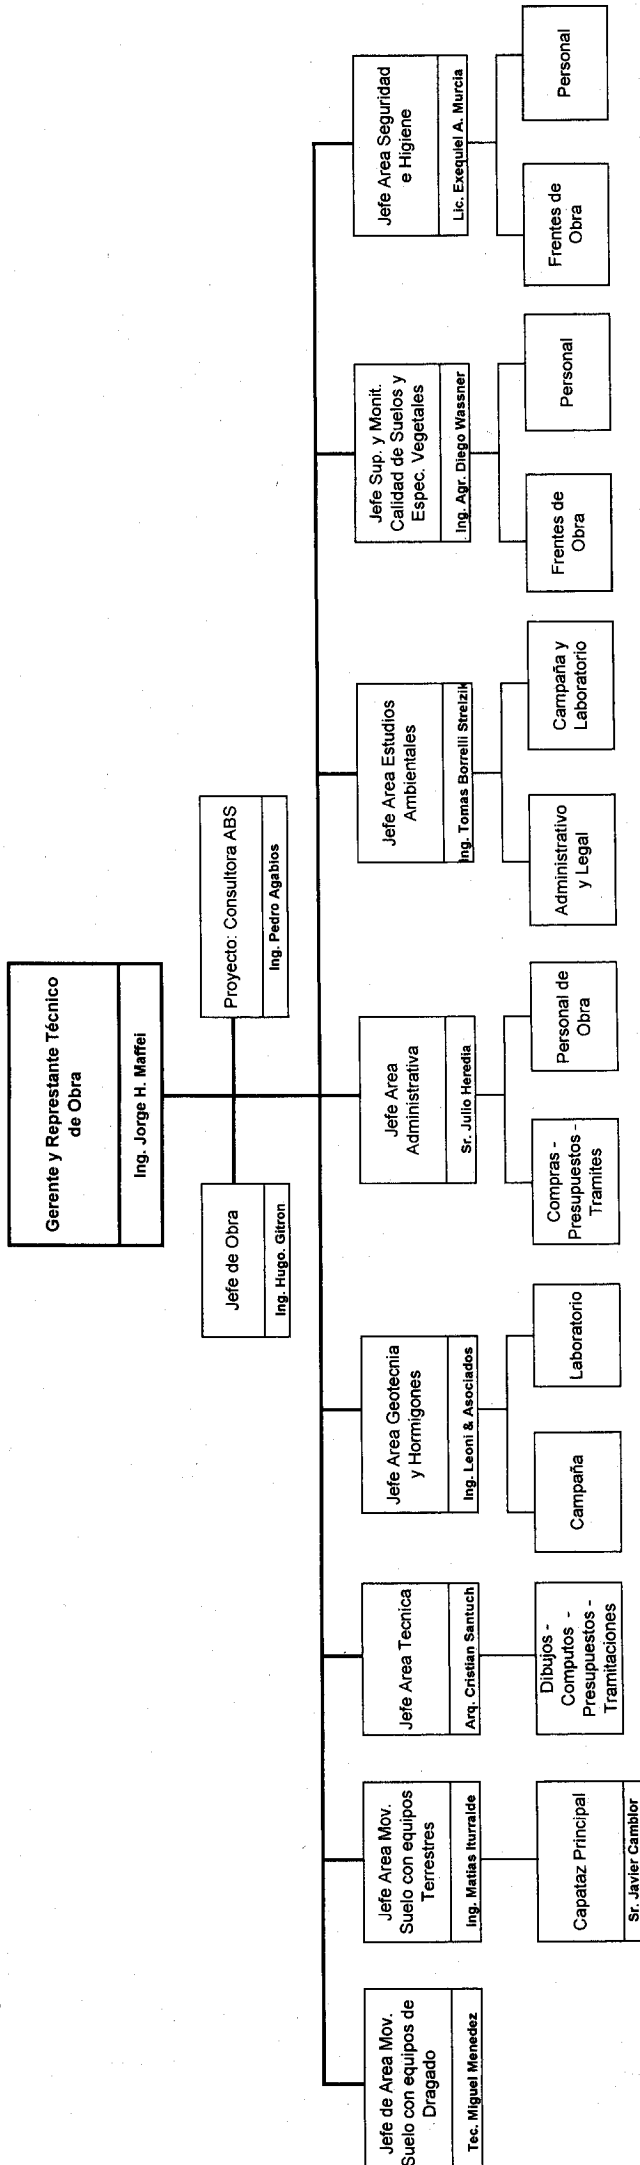 Gerente y Represtante Técnico
de Obra
Ing. Jorge H. Maffei
Jefe de Obra
Ing. Hugo. Gitron
Proyecto: Consultora ABS
Ing. Pedro Agabios
Jefe de Area Mov.
Suelo con equipos de
Dragado
Tec. Miguel Menedez
Jefe Area Mov.
Suelo con equipos
Terrestres
Ing. Matias Iturralde
Capataz Principal
Sr. Javier Camblor
Jefe Area Tecnica
Arq. Cristian Santuch
Dibujos -
Computos -
Presupuestos -
Tramitaciones
Jefe Area Geotecnia
y Hormigones
Ing. Leoni & Asociados
Campaña
Laboratorio
Jefe Area
Administrativa
Sr. Julio Heredia
Compras -
Presupuestos -
Tramites
Personal de
Obra
Jefe Area Estudios
Ambientales
Ing. Tomas Borrelli Strelzik
Administrativo
y Legal
Campaña y
Laboratorio
Jefe Sup. y Monit.
Calidad de Suelos y
Espec. Vegetales
Ing. Agr. Diego Wassner
Frentes de
Obra
Personal
Jefe Area Seguridad
e Higiene
Lic. Exequiel A. Murcia
Frentes de
Obra
Personal